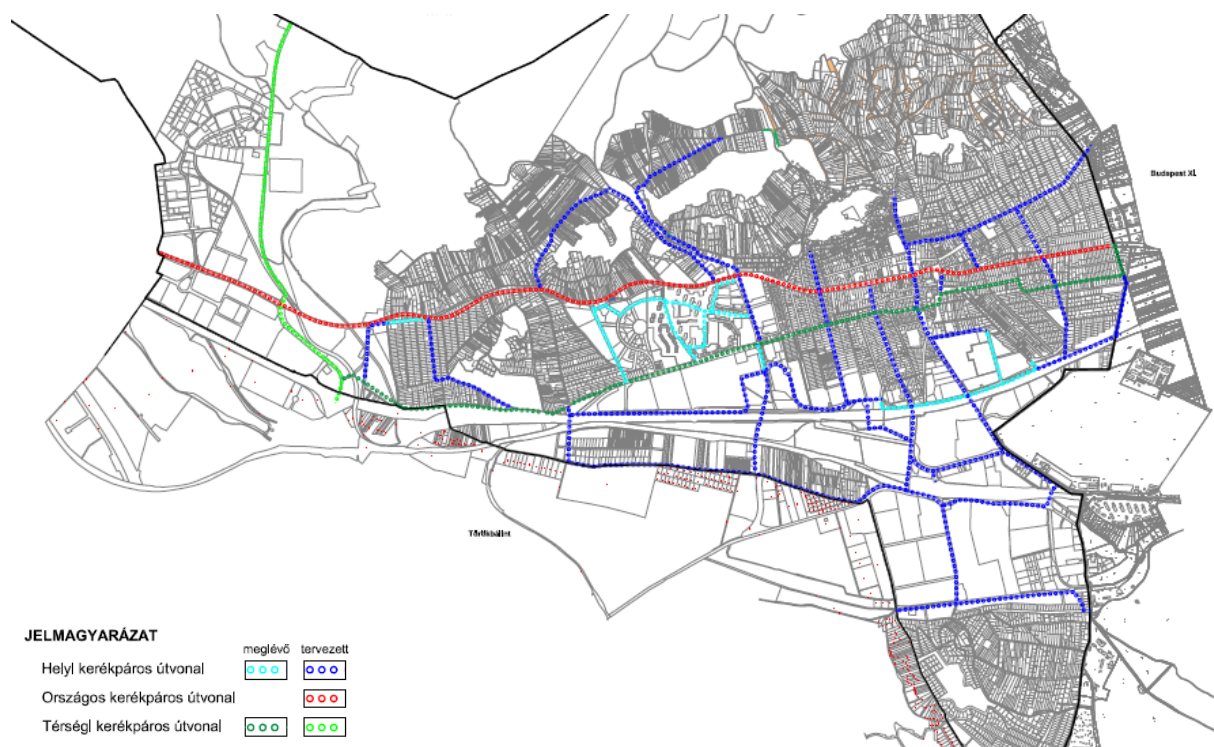 Budapest XI.
Törökbálint
JELMAGYARÁZAT
meglévő tervezett
Helyi kerékpáros útvonal
Országos kerékpáros útvonal
Térségi kerékpáros útvonal